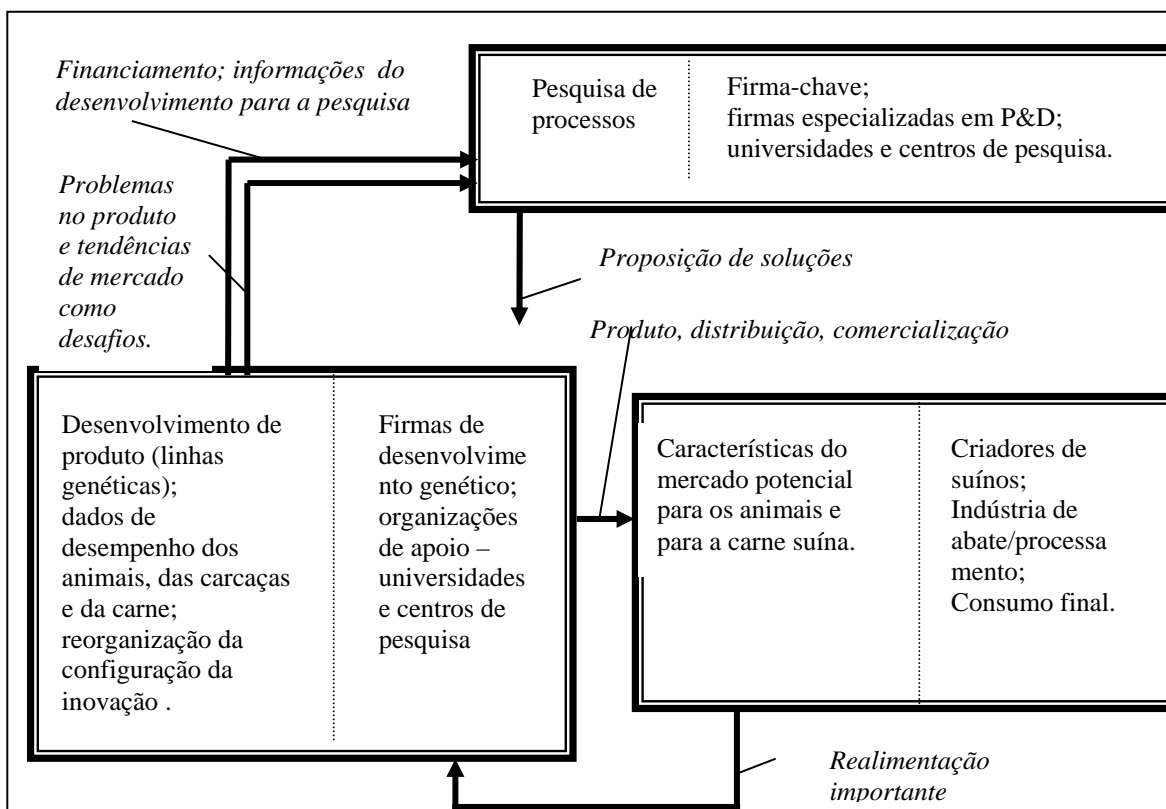 Financiamento; informações do
desenvolvimento para a pesquisa
Pesquisa de
processos
Firma-chave;
firmas especializadas em P&D;
universidades e centros de pesquisa.
Problemas
no produto
e tendências
de mercado
como
desafios.
Proposição de soluções
Produto, distribuição, comercialização
Desenvolvimento de
produto (linhas
genéticas);
dados de
desempenho dos
animais, das carcaças
e da carne;
reorganização da
configuração da
inovação .
Firmas de
desenvolvime
nto genético;
organizações
de apoio –
universidades
e centros de
pesquisa
Características do
mercado potencial
para os animais e
para a carne suína.
Criadores de
suínos;
Indústria de
abate/processa
mento;
Consumo final.
Realimentação
importante